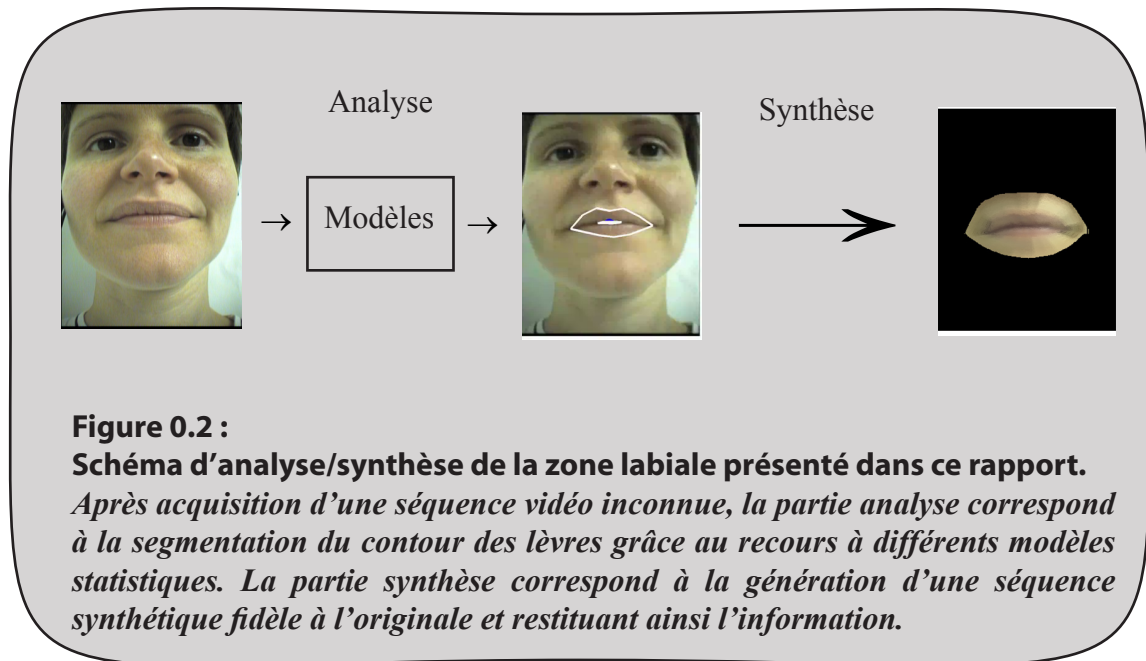 Analyse
Synthèse
→ Modèles →
Figure 0.2 :
Schéma d’analyse/synthèse de la zone labiale présenté dans ce rapport.
Après acquisition d’une séquence vidéo inconnue, la partie analyse correspond
à la segmentation du contour des lèvres grâce au recours à différents modèles
statistiques. La partie synthèse correspond à la génération d’une séquence
synthétique fidèle à l’originale et restituant ainsi l’information.